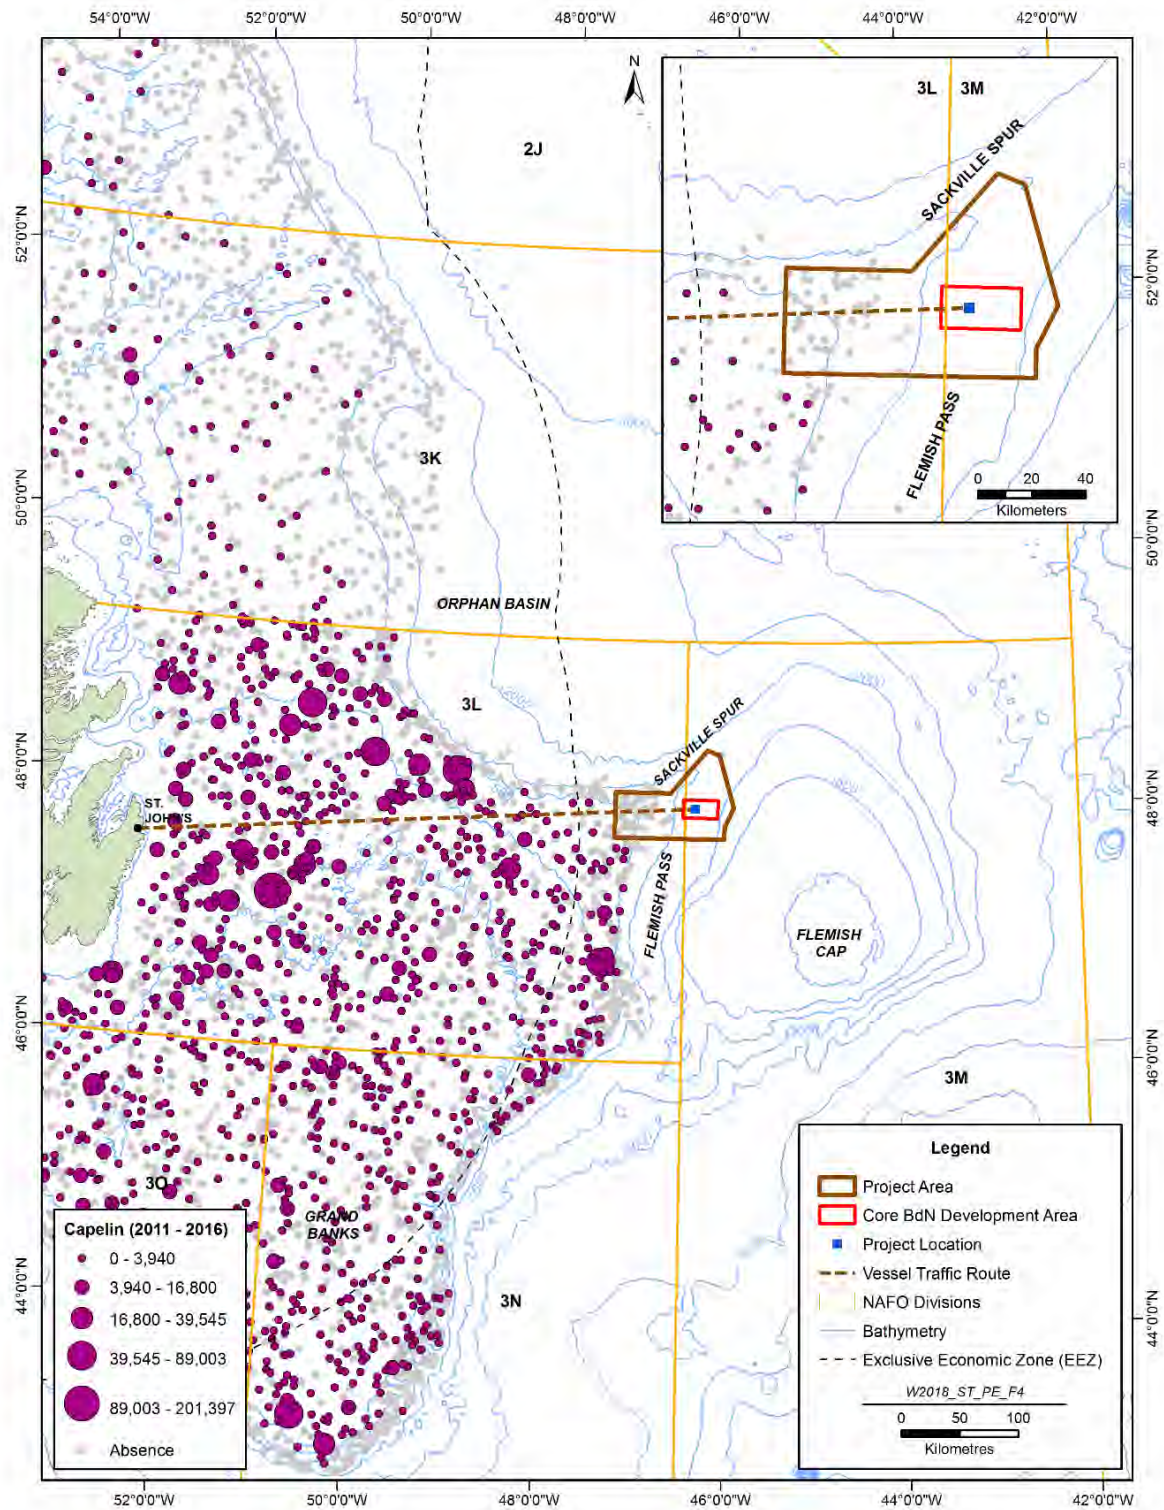 54°0'0"W 52°0'0"W 50°0'0"W 48°0'0"W 46°0'0"W 44°0'0"W 42°0'0"W
N
2J
3L 3M
SACKVILLE SPUR
FLEMISH PASS
0 20 40
Kilometers
52°0'0"N
52°0'0"N
3K
50°0'0"N
50°0'0"N
ORPHAN BASIN
3L
SACKVILLE SPUR
48°0'0"N
48°0'0"N
ST.
JOHN'S
FLEMISH PASS
FLEMISH
CAP
46°0'0"N
46°0'0"N
3M
3O
GRAND
BANKS
3N
44°0'0"N
44°0'0"N
Capelin (2011 - 2016)
0 - 3,940
3,940 - 16,800
16,800 - 39,545
39,545 - 89,003
89,003 - 201,397
Absence
Legend
Project Area
Core BdN Development Area
Project Location
Vessel Traffic Route
NAFO Divisions
Bathymetry
Exclusive Economic Zone (EEZ)
W2018_ST_PE_F4
0 50 100
Kilometres
52°0'0"W 50°0'0"W 48°0'0"W 46°0'0"W 44°0'0"W 42°0'0"W